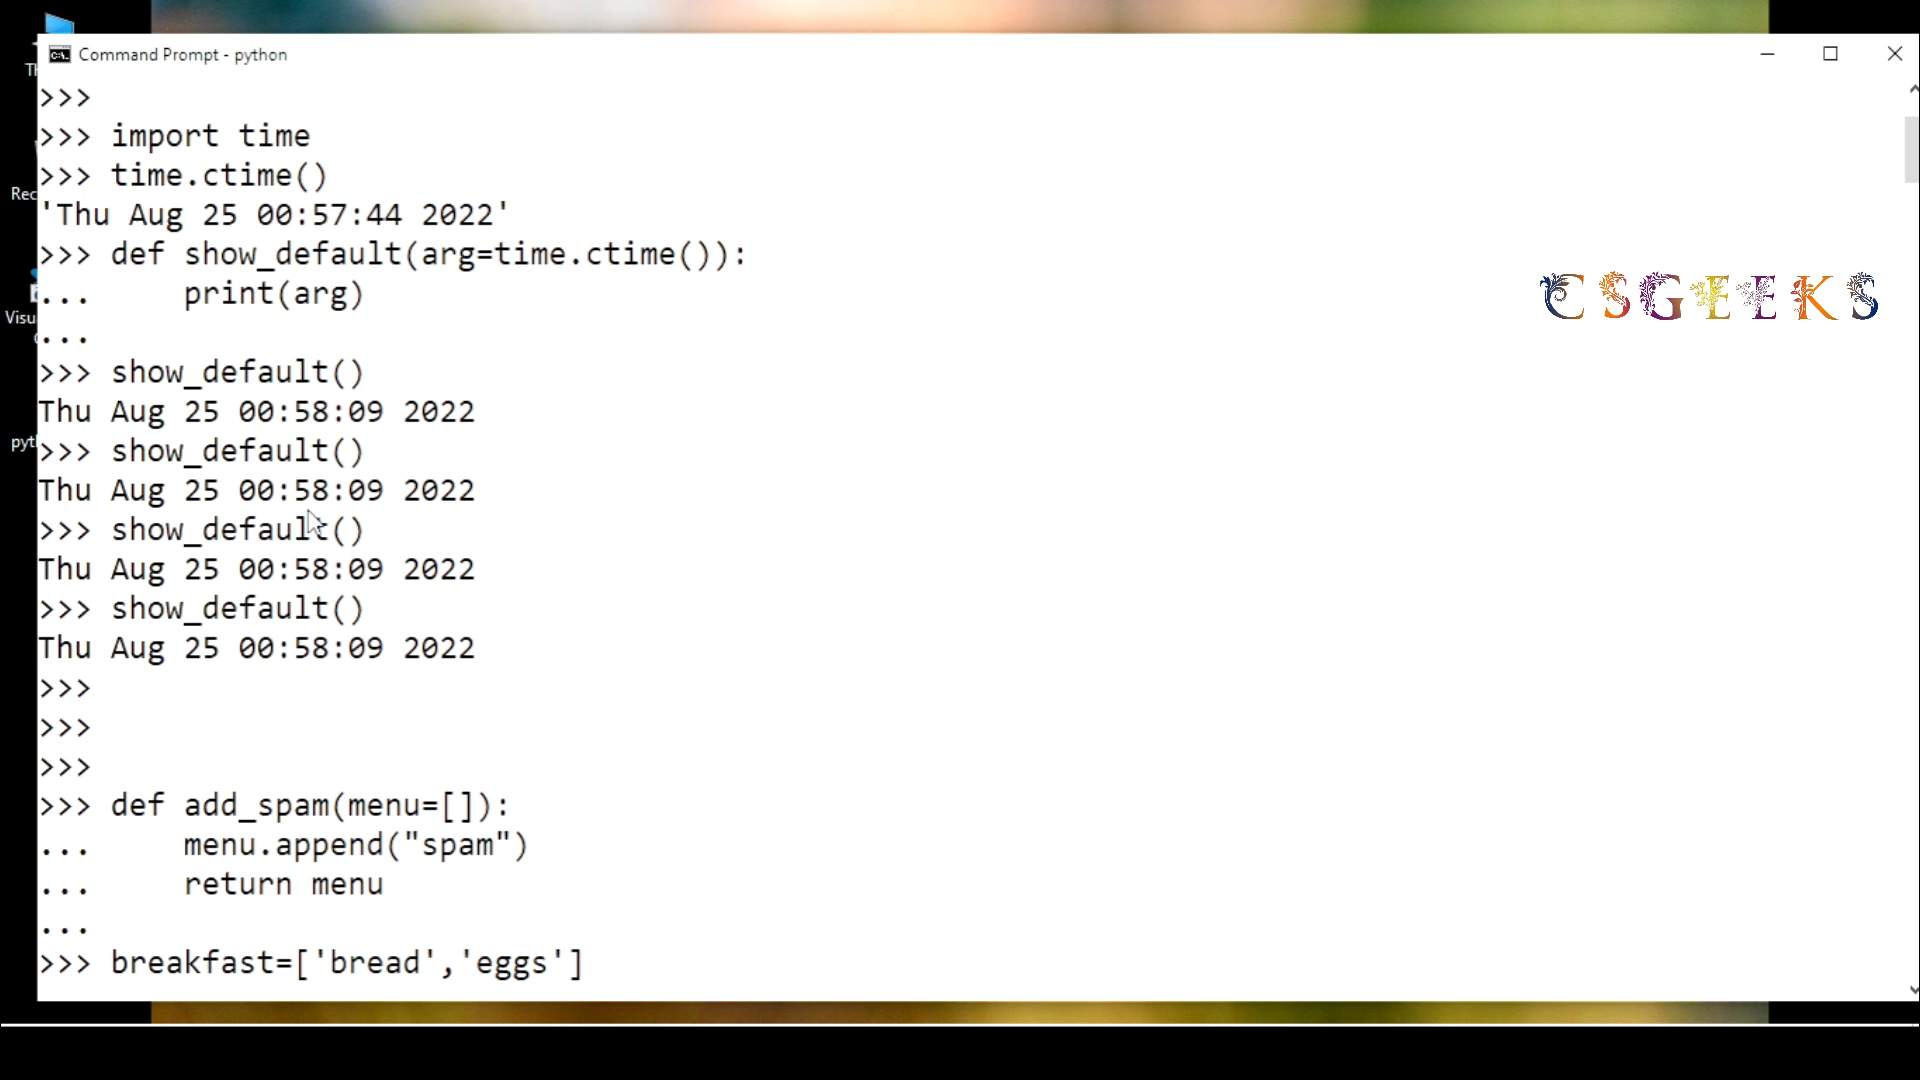 Command Prompt - python
>>>
>>> import time
>>> time.ctime()
'Thu Aug 25 00:57:44 2022'
>>> def show_default(arg=time.ctime()):
...     print(arg)
...
>>> show_default()
Thu Aug 25 00:58:09 2022
>>> show_default()
Thu Aug 25 00:58:09 2022
>>> show_default()
Thu Aug 25 00:58:09 2022
>>> show_default()
Thu Aug 25 00:58:09 2022
>>>
>>>
>>>
>>> def add_spam(menu=[]):
...     menu.append("spam")
...     return menu
...
>>> breakfast=['bread','eggs']
CSGEEKS